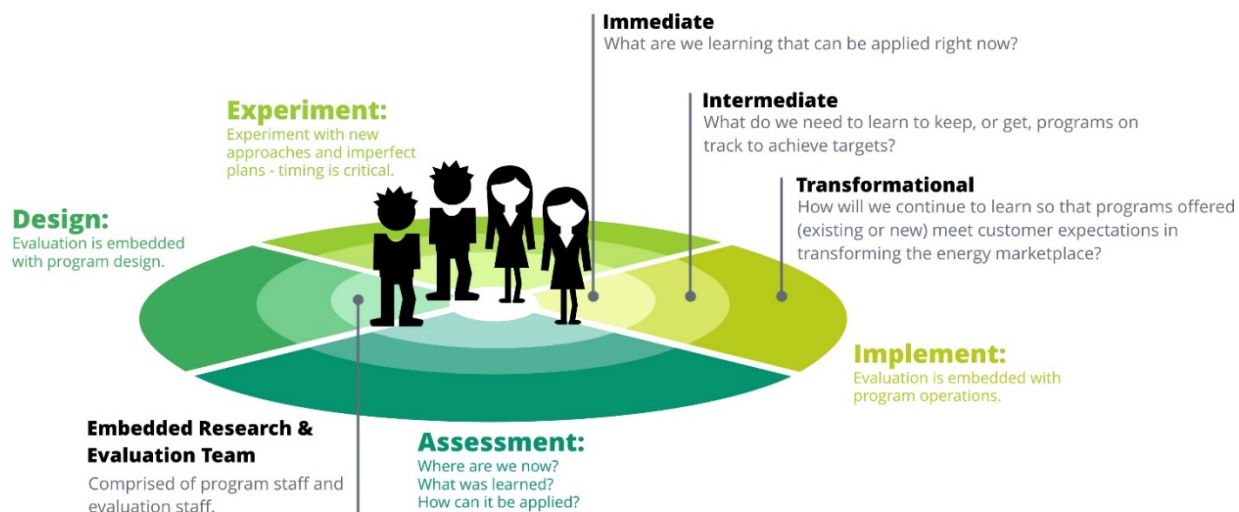 Immediate
What are we learning that can be applied right now?
Intermediate
What do we need to learn to keep, or get, programs on
track to achieve targets?
Transformational
How will we continue to learn so that programs offered
(existing or new) meet customer expectations in
transforming the energy marketplace?
Experiment:
Experiment with new
approaches and imperfect
plans - timing is critical.
Design:
Evaluation is embedded
with program design.
Implement:
Evaluation is embedded with
program operations.
Embedded Research &
Evaluation Team
Comprised of program staff and
evaluation staff.
Assessment:
Where are we now?
What was learned?
How can it be applied?